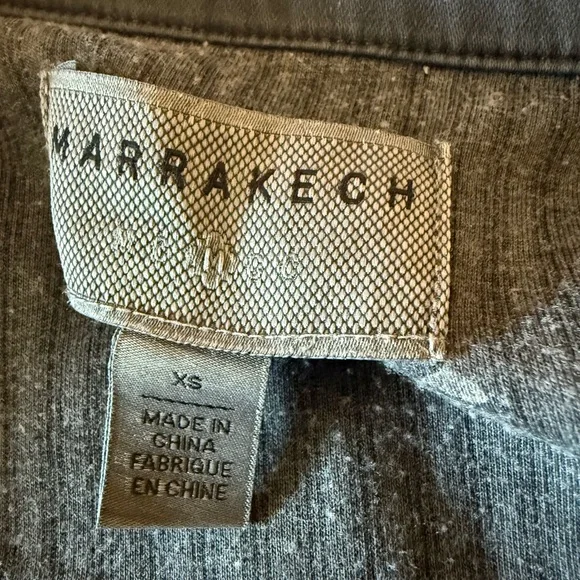 MARRAKECH
XS
MADE IN
CHINA
FABRIQUE
EN CHINE